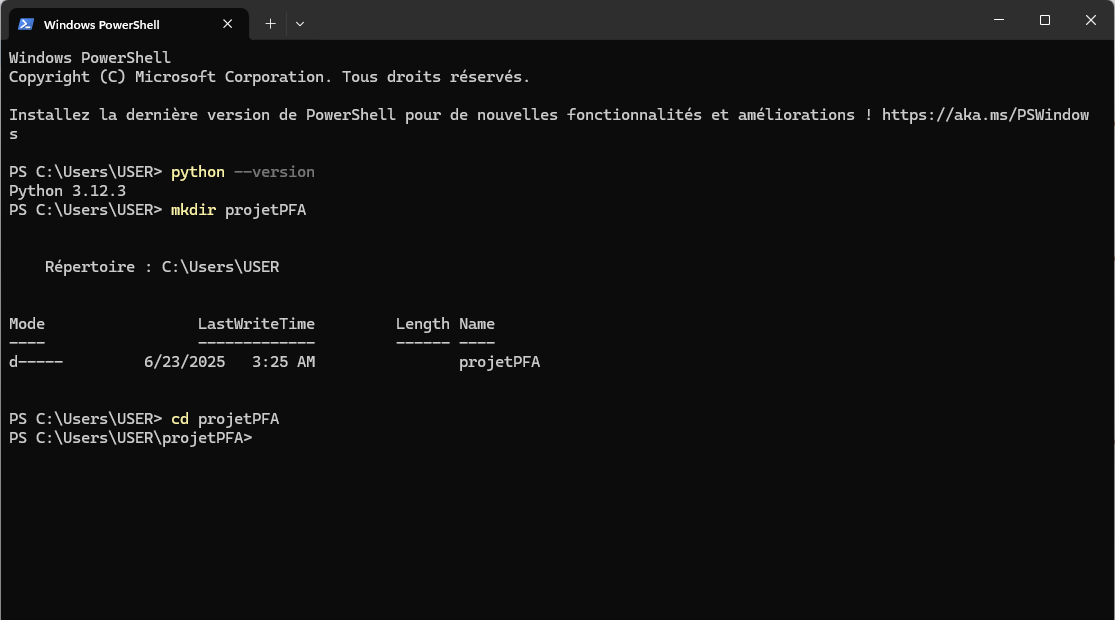 Windows PowerShell
Windows PowerShell
Copyright (C) Microsoft Corporation. Tous droits réservés.
Installez la dernière version de PowerShell pour de nouvelles fonctionnalités et améliorations ! https://aka.ms/PSWindow
s
PS C:\Users\USER> python --version
Python 3.12.3
PS C:\Users\USER> mkdir projetPFA
Répertoire : C:\Users\USER
Mode                 LastWriteTime         Length Name
----                 -------------         ------ ----
d-----         6/23/2025   3:25 AM                projetPFA
PS C:\Users\USER> cd projetPFA
PS C:\Users\USER\projetPFA>